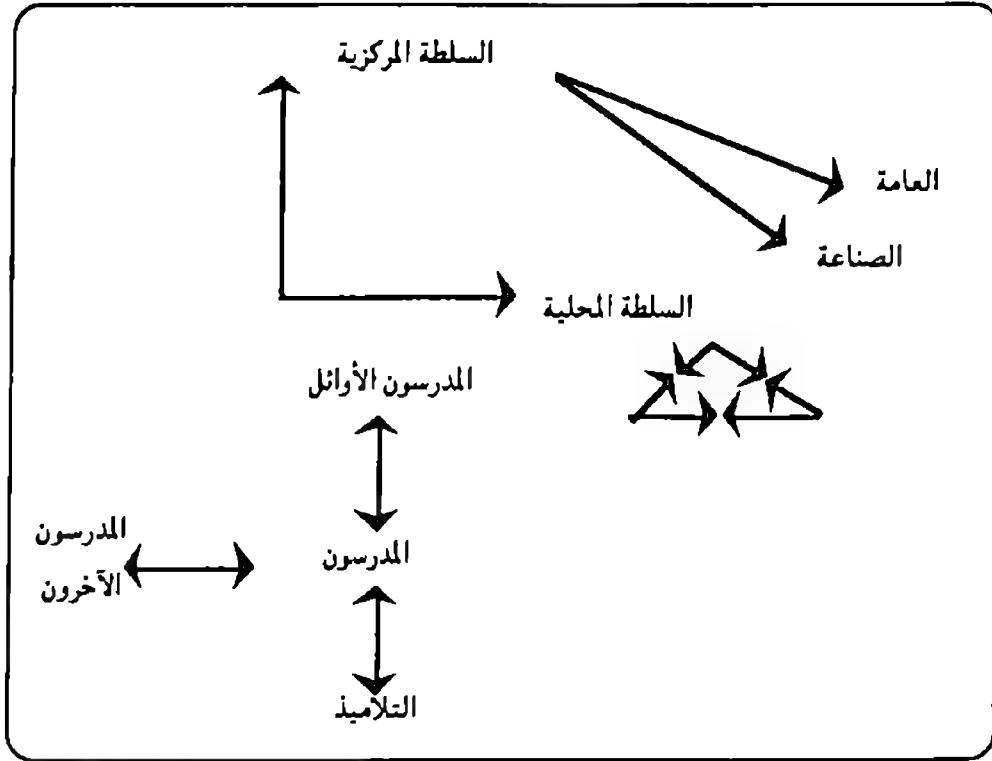 السلطة المركزية
العامة
الصناعة
السلطة المحلية
المدرسون الأوائل
المدرسون
الآخرون
المدرسون
التلاميذ